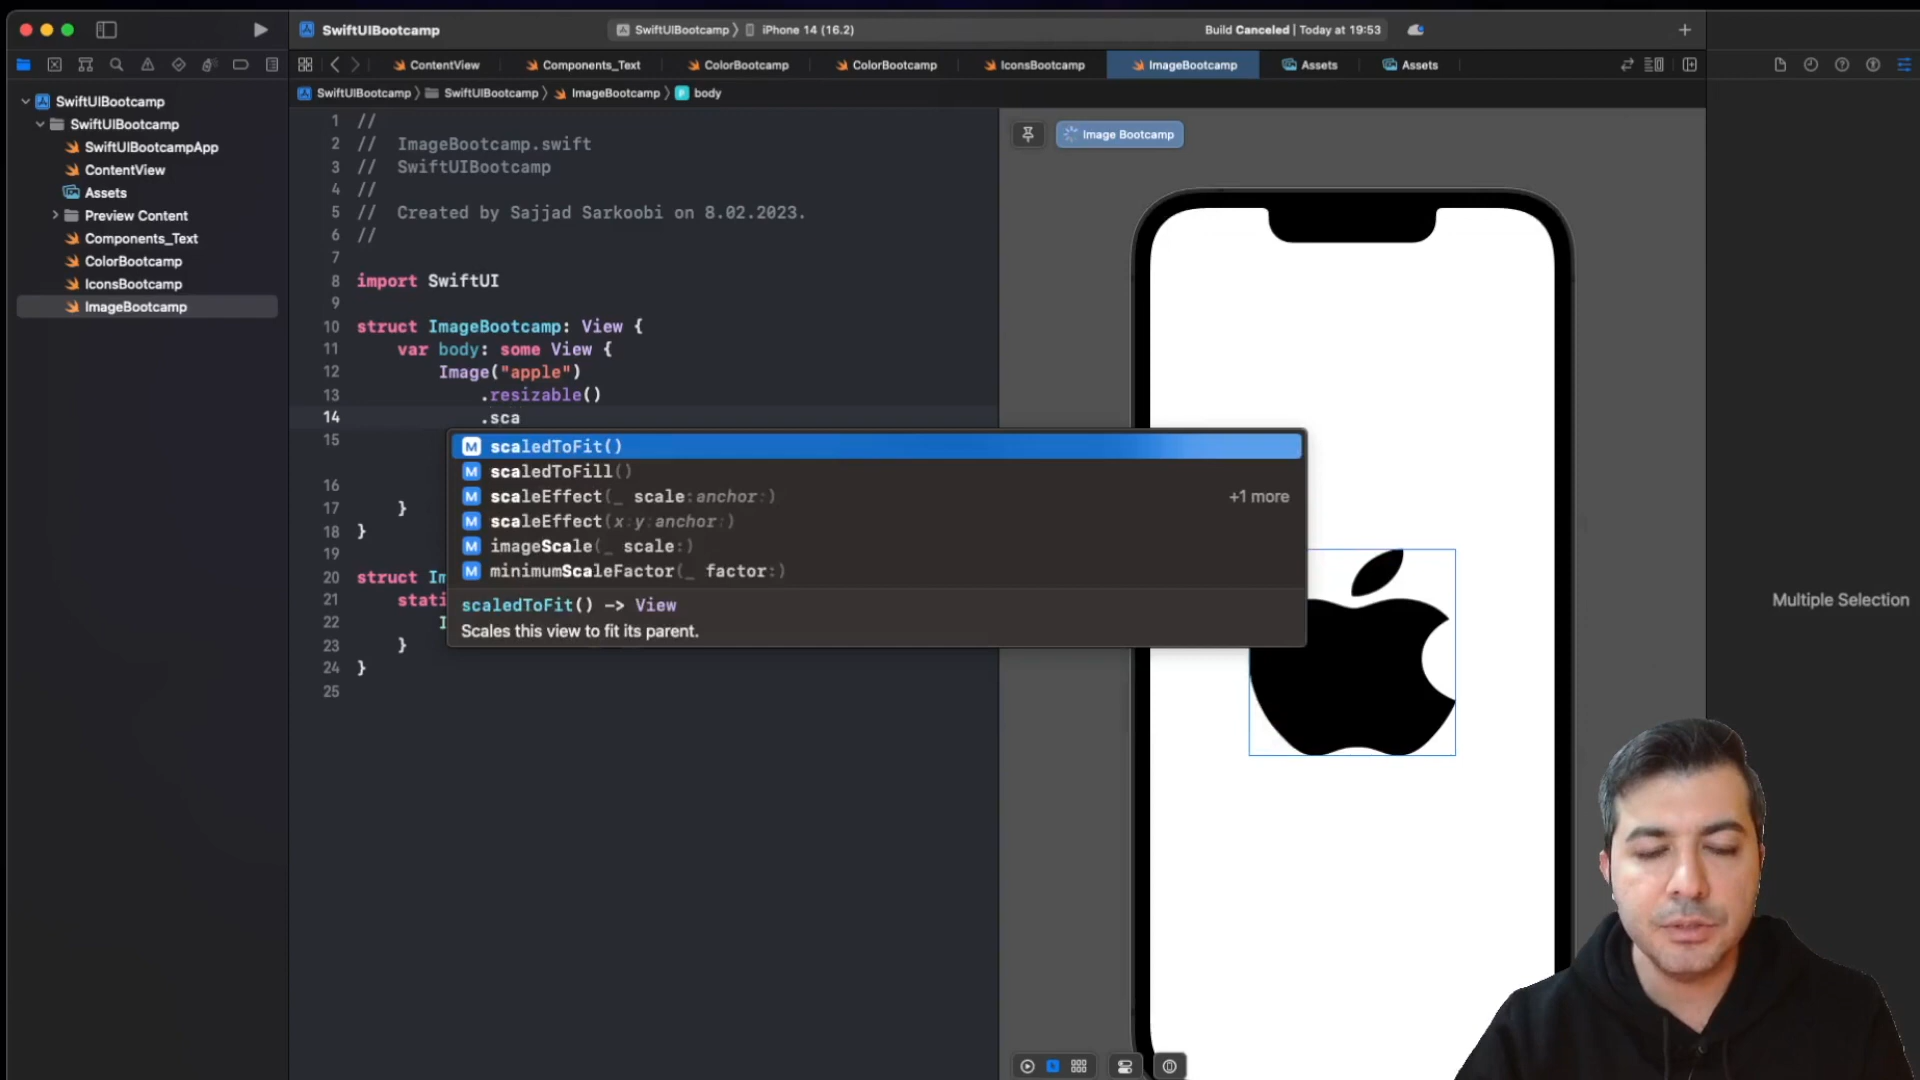 SwiftUIBootcamp
SwiftUIBootcamp
iPhone 14 (16.2)
Build Canceled | Today at 19:53
ContentView
Components_Text
ColorBootcamp
ColorBootcamp
IconsBootcamp
ImageBootcamp
Assets
Assets
SwiftUIBootcamp
SwiftUIBootcamp
ImageBootcamp
body
SwiftUIBootcamp
SwiftUIBootcamp
SwiftUIBootcampApp
ContentView
Assets
Preview Content
Components_Text
ColorBootcamp
IconsBootcamp
ImageBootcamp
1 //
2 // ImageBootcamp.swift
3 // SwiftUIBootcamp
4 //
5 // Created by Sajjad Sarkoobi on 8.02.2023.
6 //
7
8 import SwiftUI
9
10 struct ImageBootcamp: View {
11 var body: some View {
12 Image("apple")
13 .resizable()
14 .sca
15
16
17 }
18 }
19
20 struct Im
21 stati
22 I
23 }
24 }
25
M scaledToFit()
M scaledToFill()
M scaleEffect(_ scale:anchor:) +1 more
M scaleEffect(x:y:anchor:)
M imageScale(_ scale:)
M minimumScaleFactor(_ factor:)
scaledToFit() -> View
Scales this view to fit its parent.
Image Bootcamp
Multiple Selection